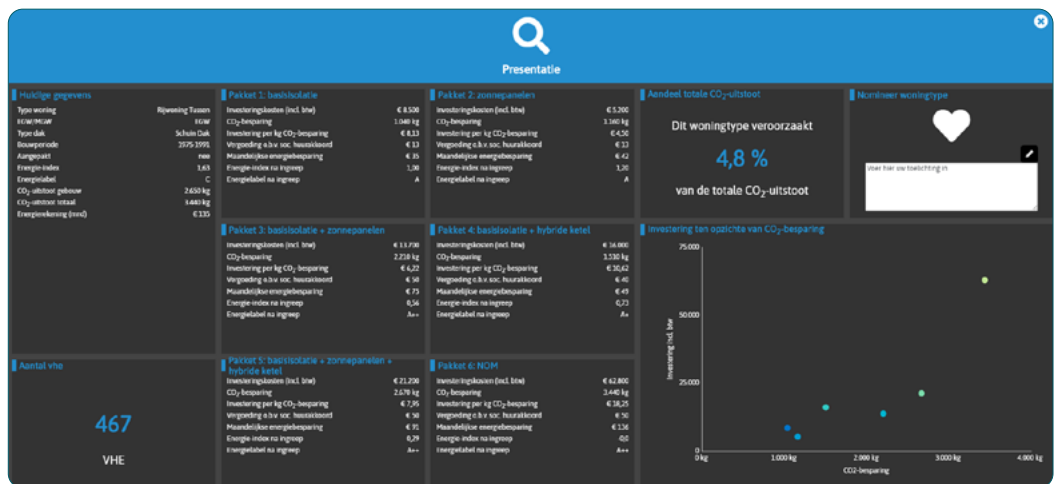 Presentatie
Huidige gegevens
Type woning Rijwoning Tussen
EGW/MGW EGW
Type dak Schuin Dak
Bouwperiode 1975-1991
Aangepakt nee
Energie-index 1,63
Energielabel C
CO2-uitstoot gebouw 2.650 kg
CO2-uitstoot totaal 3.440 kg
Energierekening (mnd) € 135
Aantal vhe
467
VHE
Pakket 1: basisisolatie
Investeringskosten (incl. btw) € 8.500
CO2-besparing 1.040 kg
Investering per kg CO2-besparing € 8,13
Vergoeding o.b.v. soc. huurakkoord € 13
Maandelijkse energiebesparing € 35
Energie-index na ingreep 1,00
Energielabel na ingreep A
Pakket 2: zonnepanelen
Investeringskosten (incl. btw) € 5.200
CO2-besparing 1.160 kg
Investering per kg CO2-besparing € 4,50
Vergoeding o.b.v. soc. huurakkoord € 13
Maandelijkse energiebesparing € 42
Energie-index na ingreep 1,20
Energielabel na ingreep A
Pakket 3: basisisolatie + zonnepanelen
Investeringskosten (incl. btw) € 13.700
CO2-besparing 2.210 kg
Investering per kg CO2-besparing € 6,22
Vergoeding o.b.v. soc. huurakkoord € 50
Maandelijkse energiebesparing € 73
Energie-index na ingreep 0,56
Energielabel na ingreep A++
Pakket 4: basisisolatie + hybride ketel
Investeringskosten (incl. btw) € 16.000
CO2-besparing 1.510 kg
Investering per kg CO2-besparing € 10,62
Vergoeding o.b.v. soc. huurakkoord € 40
Maandelijkse energiebesparing € 49
Energie-index na ingreep 0,73
Energielabel na ingreep A+
Pakket 5: basisisolatie + zonnepanelen +
hybride ketel
Investeringskosten (incl. btw) € 21.200
CO2-besparing 2.670 kg
Investering per kg CO2-besparing € 7,95
Vergoeding o.b.v. soc. huurakkoord € 50
Maandelijkse energiebesparing € 91
Energie-index na ingreep 0,29
Energielabel na ingreep A++
Pakket 6: NOM
Investeringskosten (incl. btw) € 62.800
CO2-besparing 3.440 kg
Investering per kg CO2-besparing € 18,25
Vergoeding o.b.v. soc. huurakkoord € 50
Maandelijkse energiebesparing € 136
Energie-index na ingreep 0,0
Energielabel na ingreep A++
Aandeel totale CO2-uitstoot
Dit woningtype veroorzaakt
4,8 %
van de totale CO2-uitstoot
Nomineer woningtype
Voer hier uw toelichting in
Investering ten opzichte van CO2-besparing
75.000
50.000
25.000
0
Investering incl. btw
0 kg 1.000 kg 2.000 kg 3.000 kg 4.000 kg
CO2-besparing